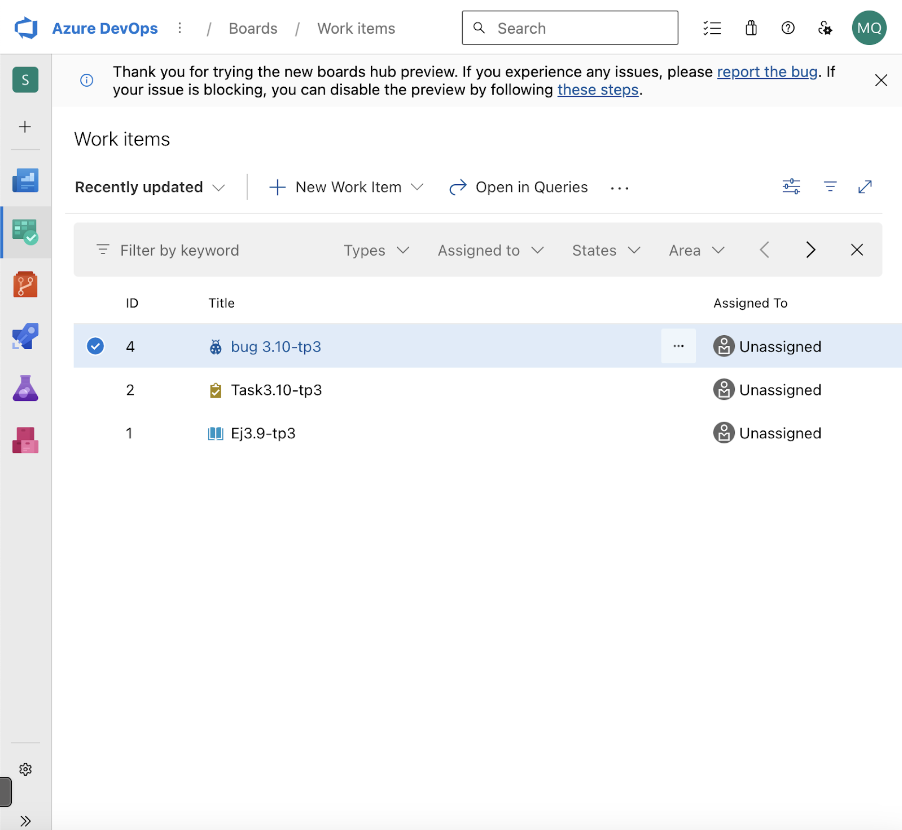 Azure DevOps / Boards / Work items Search MQ
S
Thank you for trying the new boards hub preview. If you experience any issues, please report the bug. If
your issue is blocking, you can disable the preview by following these steps.
Work items
Recently updated New Work Item Open in Queries
Filter by keyword Types Assigned to States Area
ID Title Assigned To
4 bug 3.10-tp3 Unassigned
2 Task3.10-tp3 Unassigned
1 Ej3.9-tp3 Unassigned